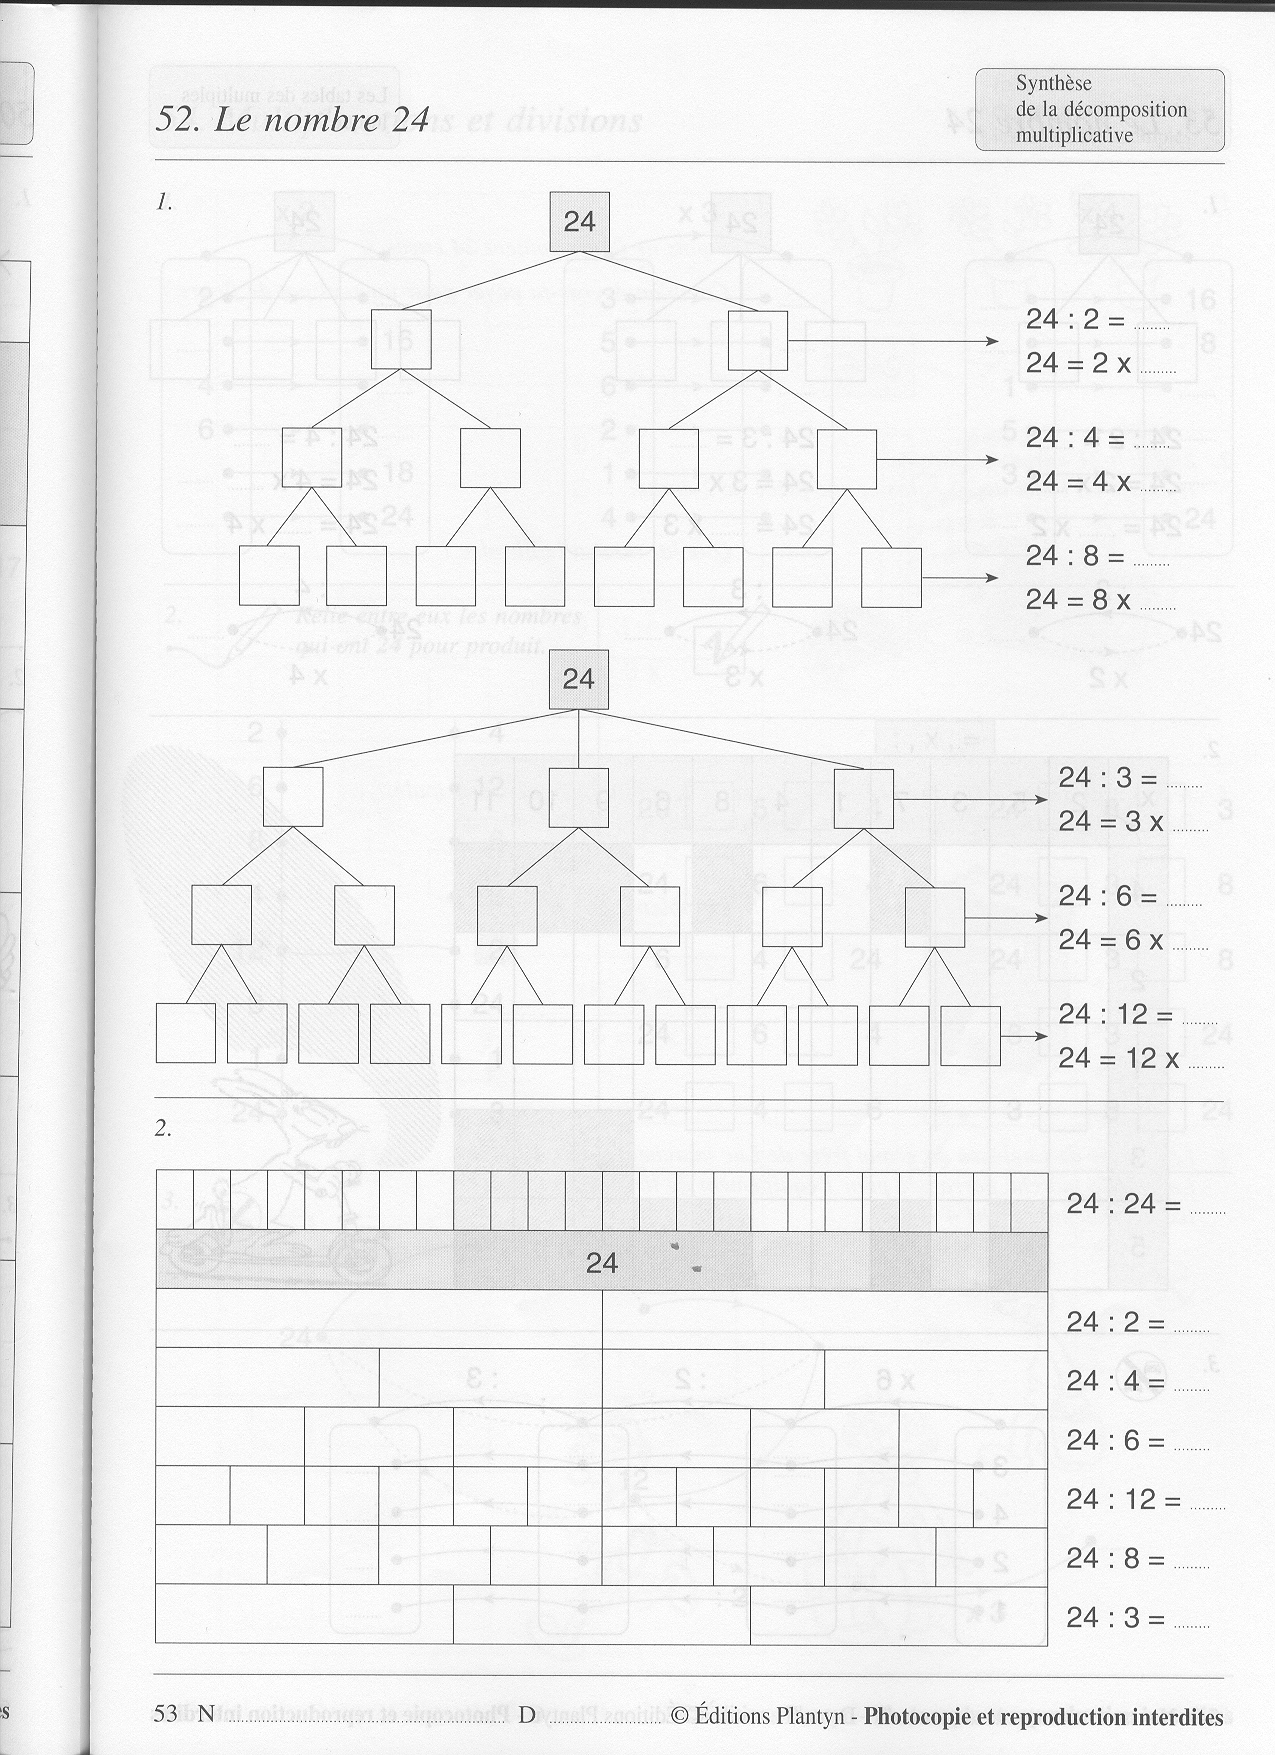 52. Le nombre 24
Synthèse
de la décomposition
multiplicative
1.
24
24 : 2 = .........
24 = 2 x .........
24 : 4 = .........
24 = 4 x .........
24 : 8 = .........
24 = 8 x .........
24
24 : 3 = .........
24 = 3 x .........
24 : 6 = .........
24 = 6 x .........
24 : 12 = .........
24 = 12 x .........
2.
24 : 24 = .........
24
24 : 2 = .........
24 : 4 = .........
24 : 6 = .........
24 : 12 = .........
24 : 8 = .........
24 : 3 = .........
53 N ........ D ........ © Éditions Plantyn - Photocopie et reproduction interdites